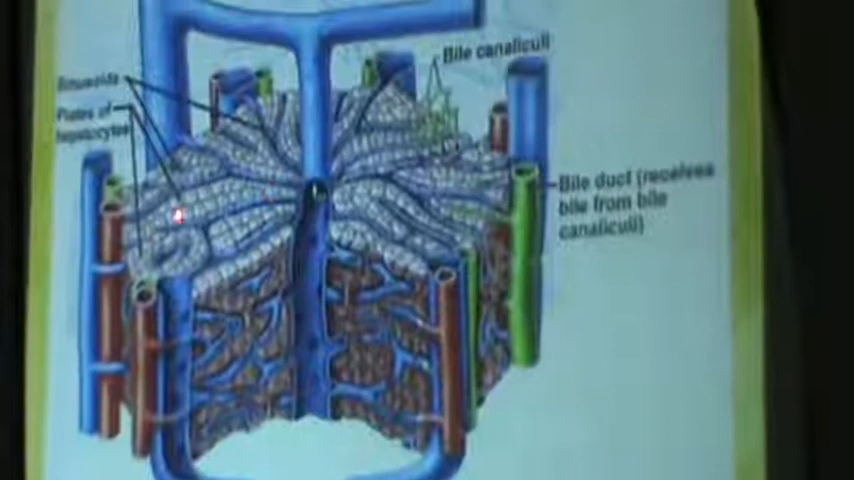 Bile canaliculi
Sinusoids
Plates of
hepatocytes
Bile duct (receives
bile from bile
canaliculi)